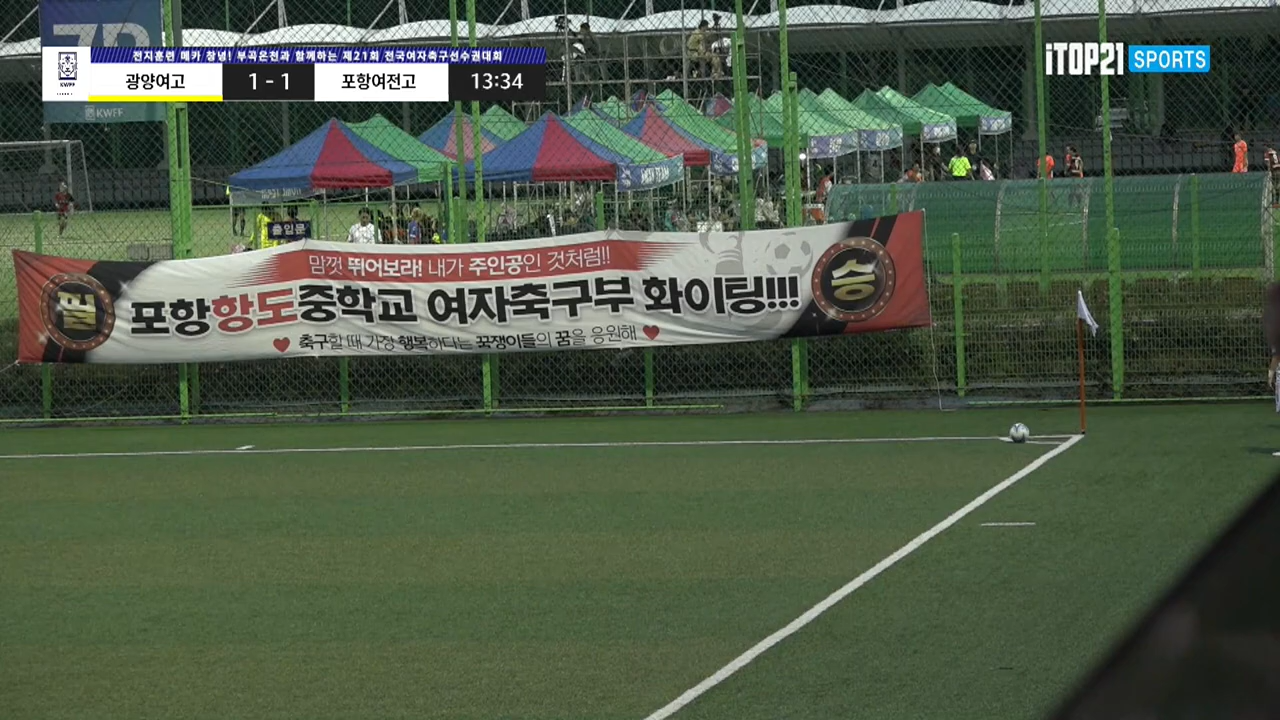 전지훈련 메카 창녕! 부곡온천과 함께하는 제21회 전국여자축구선수권대회
KWFF
광양여고 1 - 1 포항여전고 13:34
iTOP21 SPORTS
KWFF
출입문
맘껏 뛰어보라! 내가 주인공인 것처럼!!
필 포항항도중학교 여자축구부 화이팅!!! 승
축구할 때 가장 행복하다는 꾹쟁이들의 꿈을 응원해